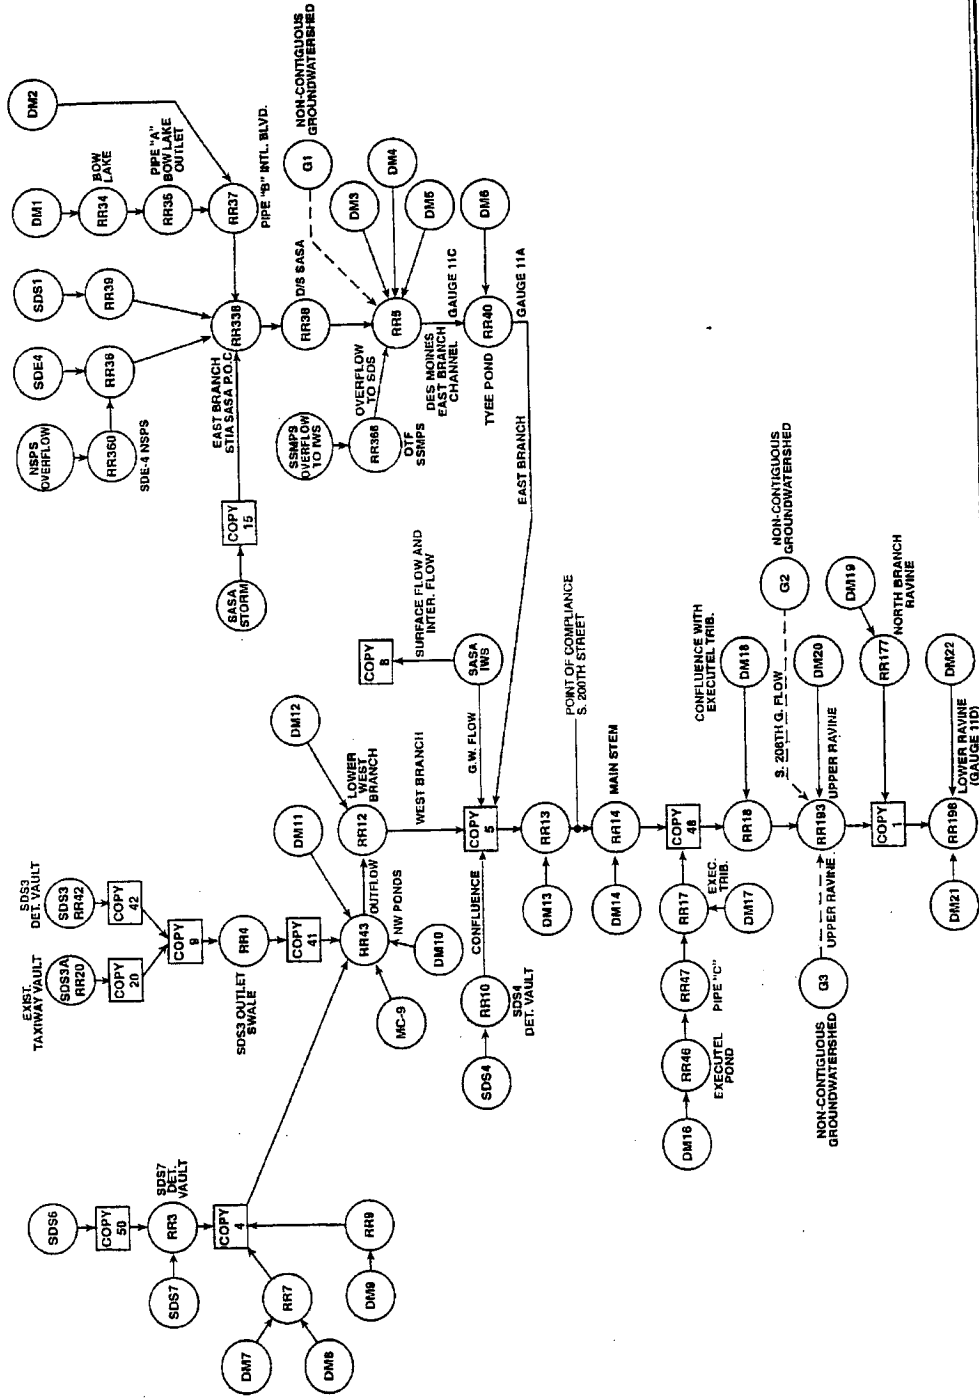 DM2
DM1
RR34
BOW
LAKE
RR35
PIPE "A"
BOW LAKE
OUTLET
RR37
PIPE "B" INTL. BLVD.
SDS1
RR39
SDE4
RR36
NSPS
OVERFLOW
RR360
SDE-4 NSPS
RR338
EAST BRANCH
STIA SASA P.O.C.
SASA
STORM
COPY
15
RR38
D/S SASA
NON-CONTIGUOUS
GROUNDWATERSHED
G1
DM3
DM4
DM5
RR5
SSMPS
OVERFLOW
TO IWS
RR366
OVERFLOW
TO SDS
OTF
SSMPS
DES MOINES
EAST BRANCH
CHANNEL
GAUGE 11C
DM6
RR40
TYEE POND
GAUGE 11A
EAST BRANCH
SDS3
DET. VAULT
SDS3
RR42
COPY
42
EXIST.
TAXIWAY VAULT
SDS3A
RR20
COPY
20
COPY
9
RR4
SDS3 OUTLET
SWALE
COPY
41
DM11
DM12
RR43
OUTFLOW
NW PONDS
MC-9
DM10
RR12
LOWER
WEST
BRANCH
WEST BRANCH
SDS6
COPY
50
RR3
SDS7
DET.
VAULT
SDS7
COPY
4
RR7
DM7
DM8
RR9
DM9
COPY
8
SURFACE FLOW AND
INTER. FLOW
SASA
IWS
G.W. FLOW
COPY
5
CONFLUENCE
RR10
SDS4
DET. VAULT
SDS4
DM13
RR13
POINT OF COMPLIANCE
S. 200TH STREET
DM14
RR14
MAIN STEM
COPY
48
RR17
EXEC.
TRIB.
DM17
RR47
PIPE "C"
RR46
EXECUTEL
POND
DM16
RR18
DM18
CONFLUENCE WITH
EXECUTEL TRIB.
NON-CONTIGUOUS
GROUNDWATERSHED
G2
S. 208TH G. FLOW
DM20
RR193
UPPER RAVINE
UPPER RAVINE
G3
NON-CONTIGUOUS
GROUNDWATERSHED
DM19
RR177
NORTH BRANCH
RAVINE
COPY
1
DM22
RR198
DM21
LOWER RAVINE
(GAUGE 11D)